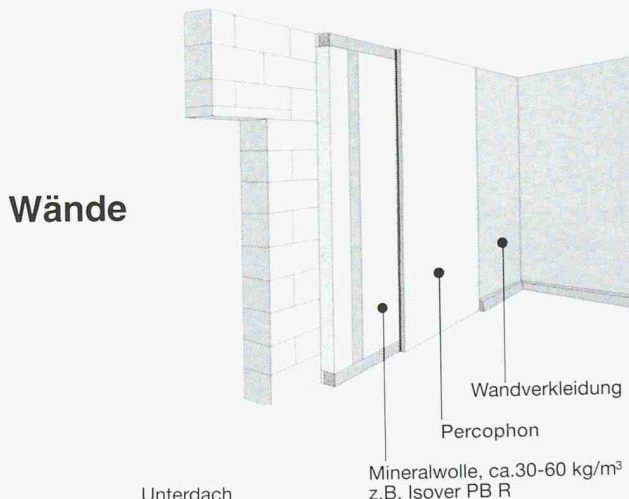 Wände
Wandverkleidung
Percophon
Mineralwolle, ca.30-60 kg/m³
z.B. Isover PB R
Unterdach